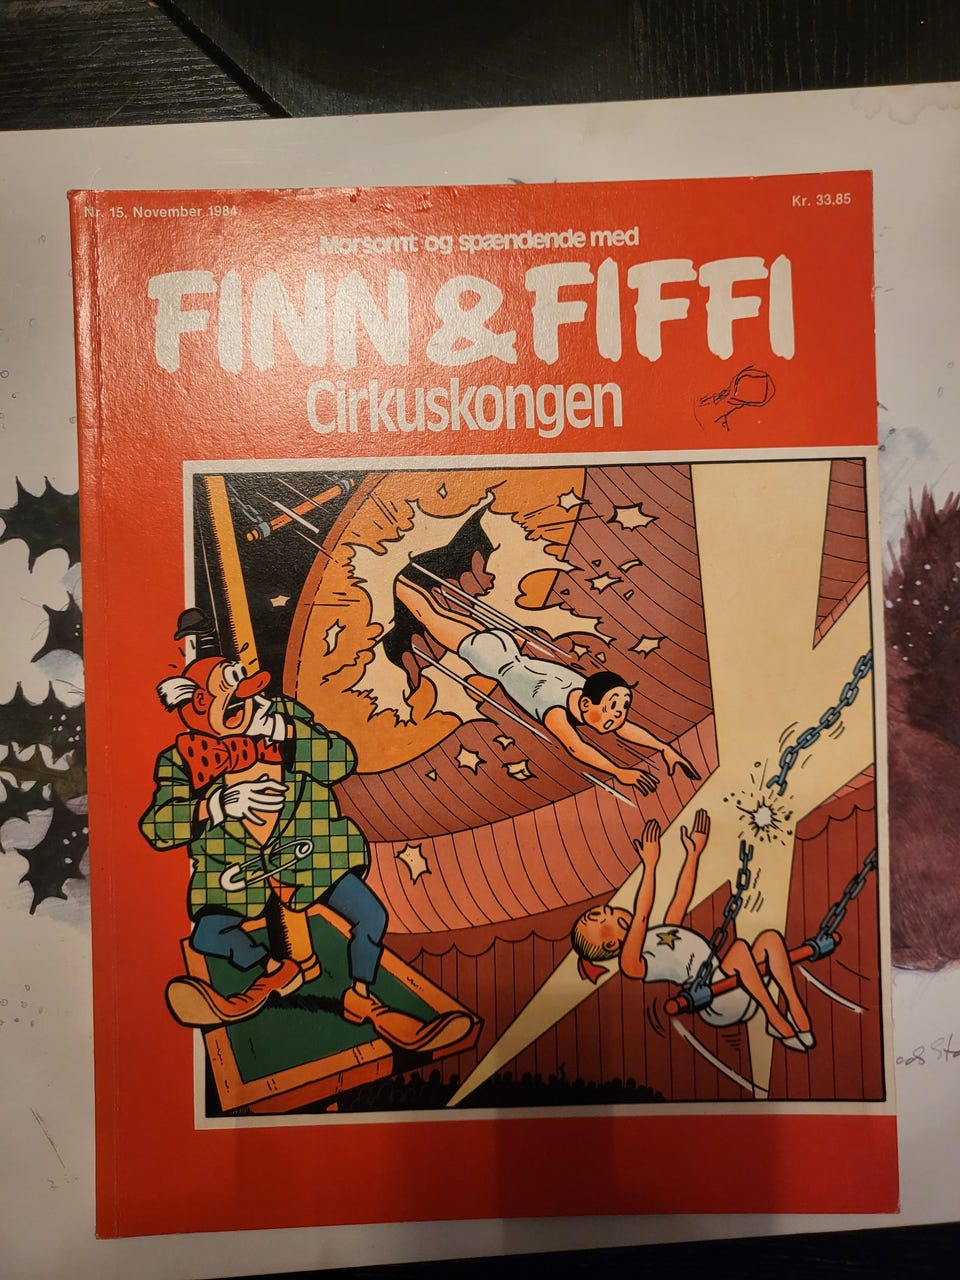 Nr. 15, November 1984
Kr. 33,85
Morsomt og spændende med
FINN & FIFFI
Cirkuskongen